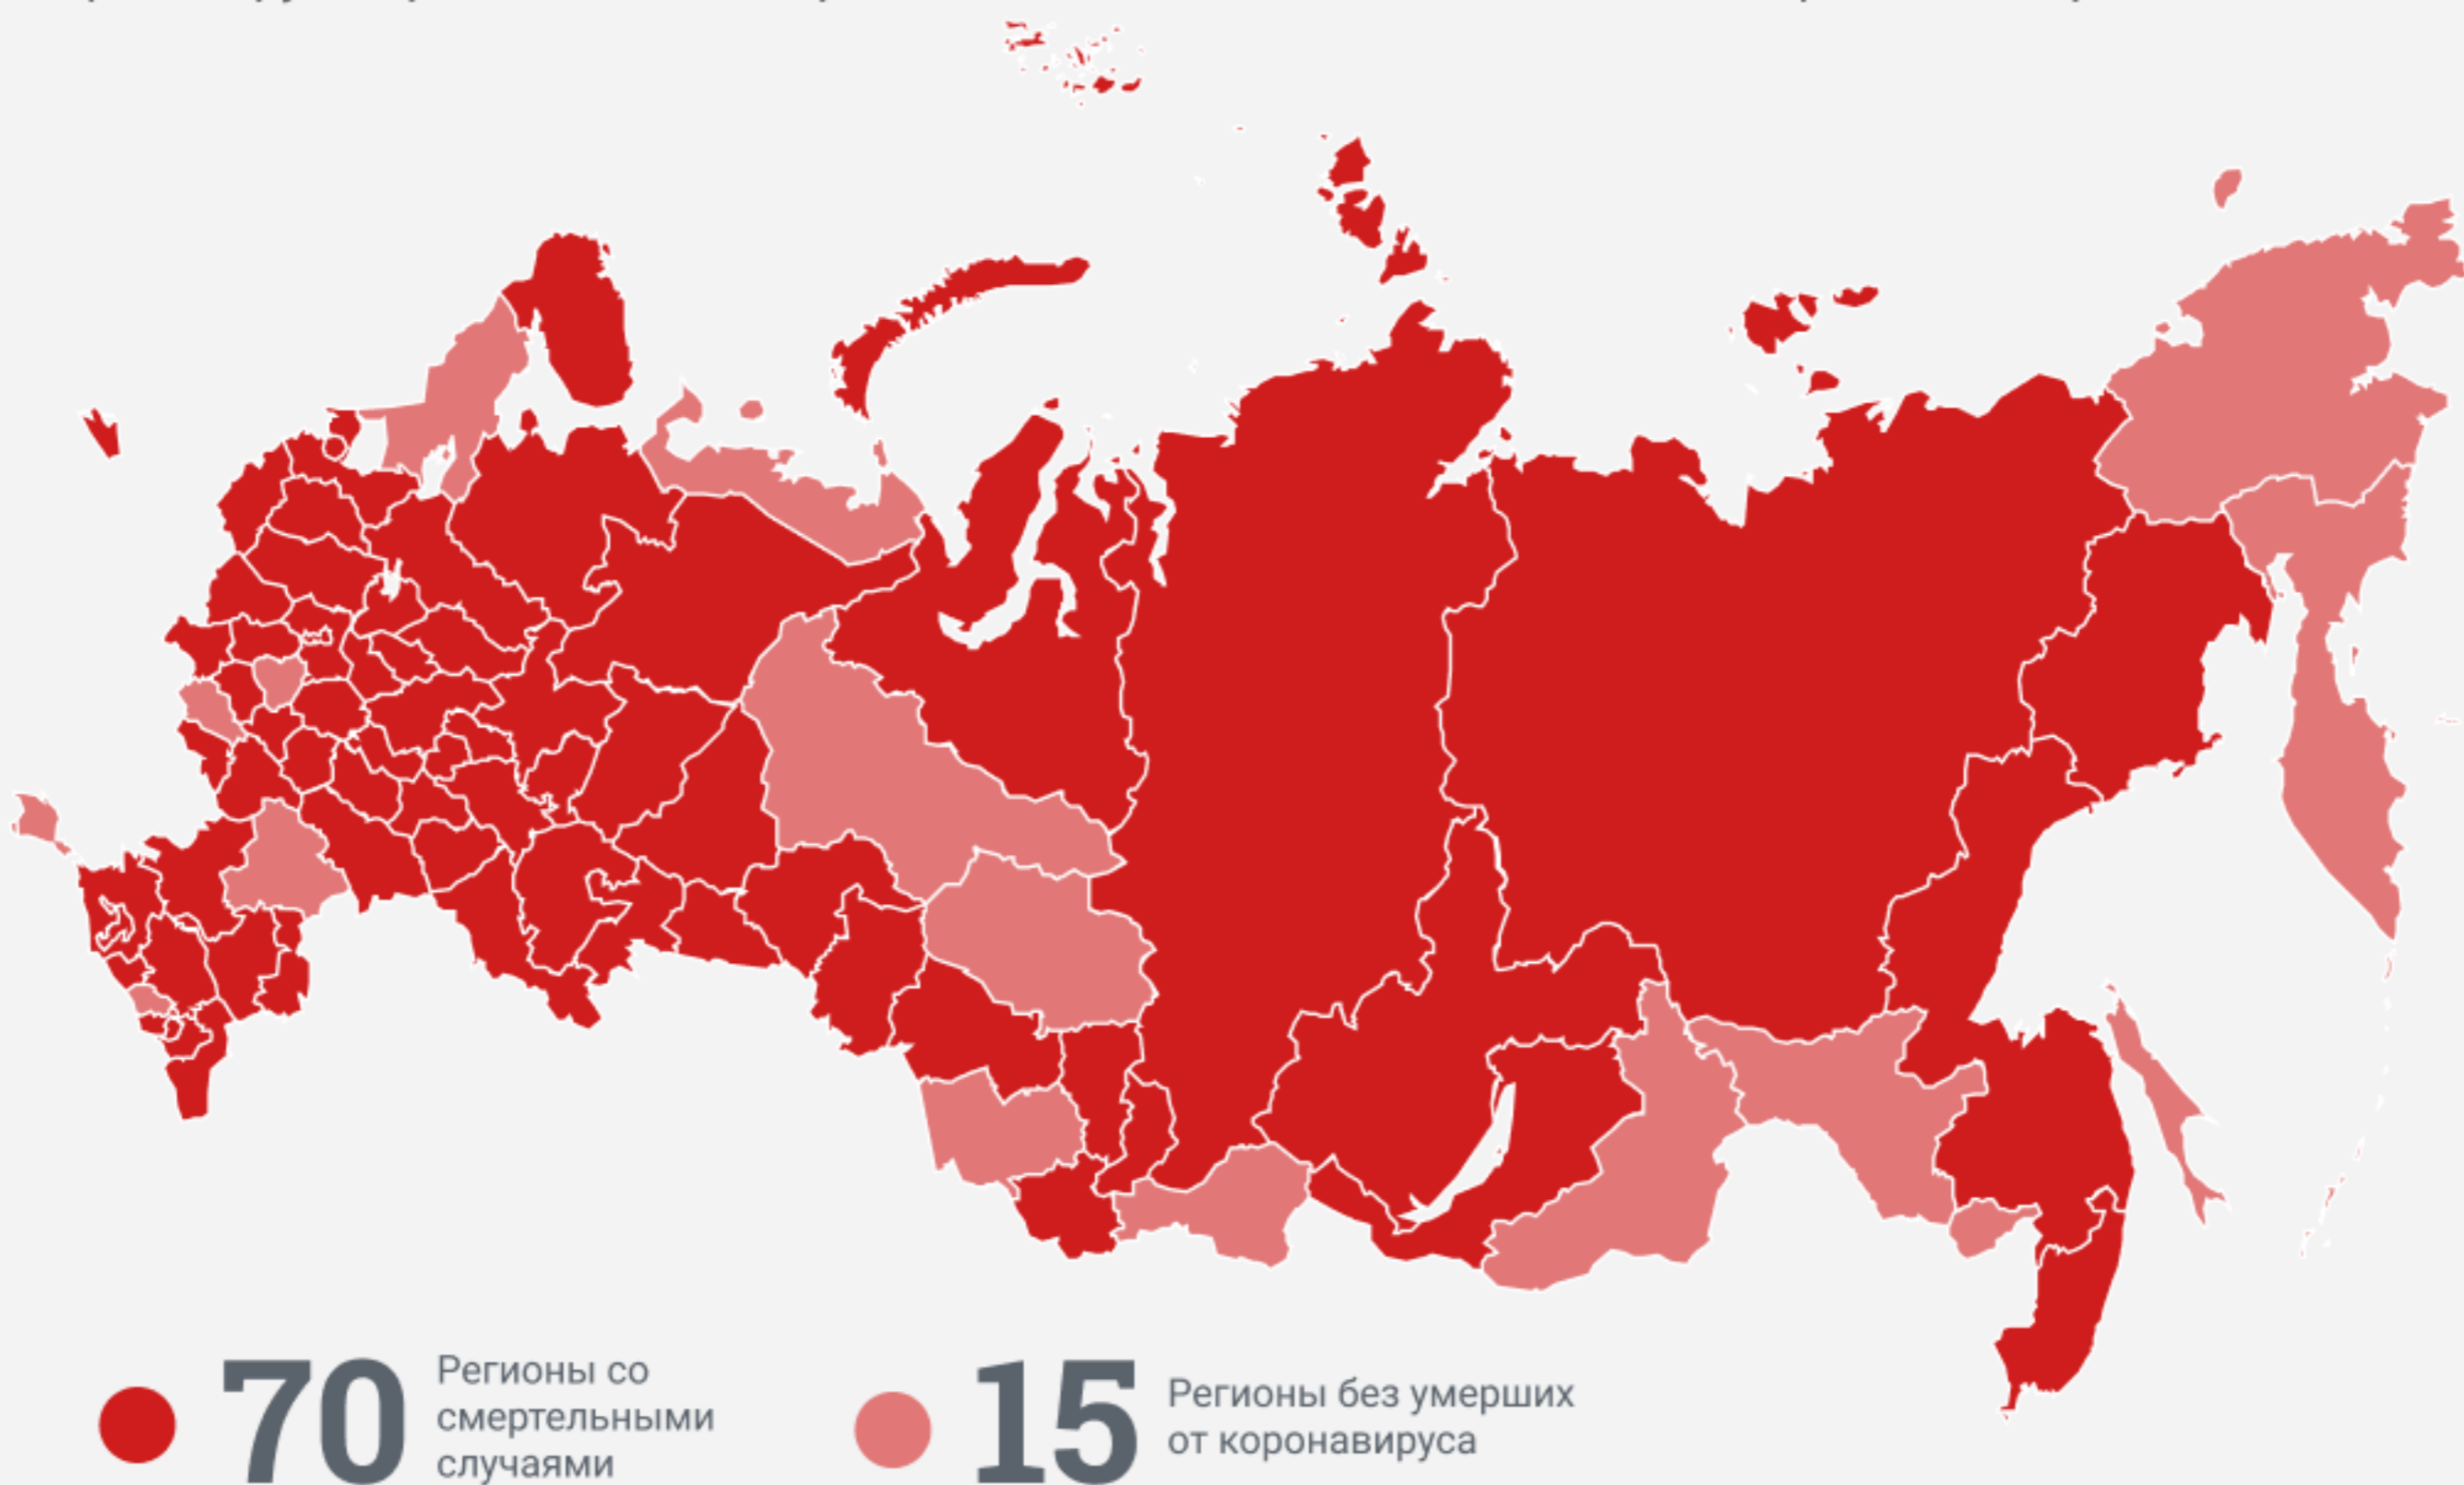 70
Регионы со
смертельными
случаями
15
Регионы без умерших
от коронавируса